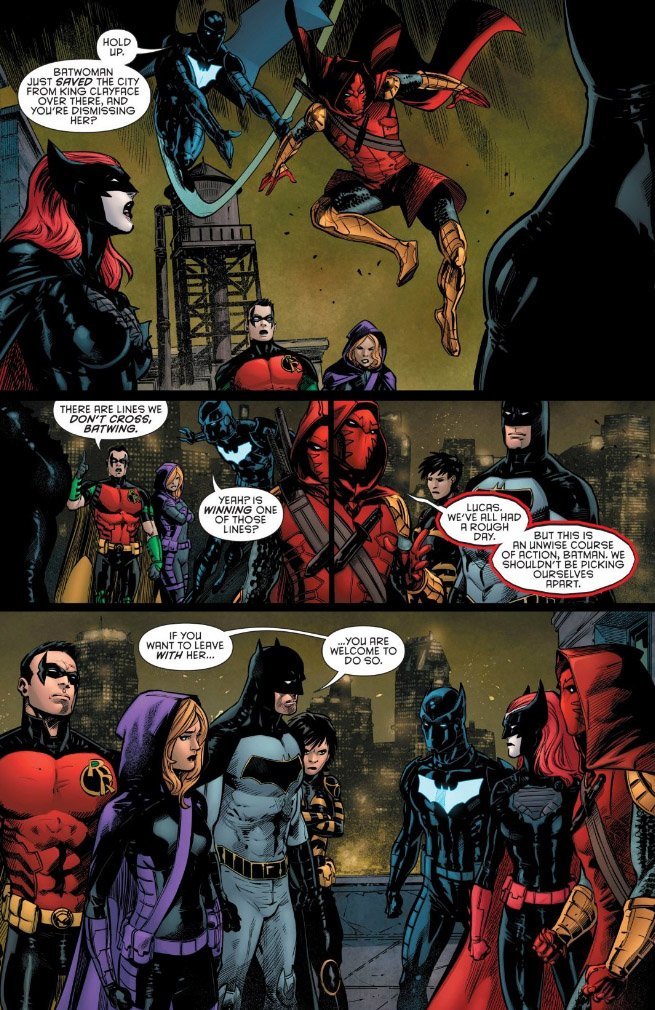 HOLD
UP.
BATWOMAN
JUST SAVED THE CITY
FROM KING CLAYFACE
OVER THERE, AND
YOU'RE DISMISSING
HER?
THERE ARE LINES WE
DON'T CROSS,
BATWING.
YEAH? IS
WINNING ONE
OF THOSE
LINES?
LUCAS.
WE'VE ALL HAD
A ROUGH
DAY.
BUT THIS IS
AN UNWISE COURSE
OF ACTION, BATMAN. WE
SHOULDN'T BE PICKING
OURSELVES
APART.
IF YOU
WANT TO LEAVE
WITH HER...
...YOU ARE
WELCOME TO
DO SO.